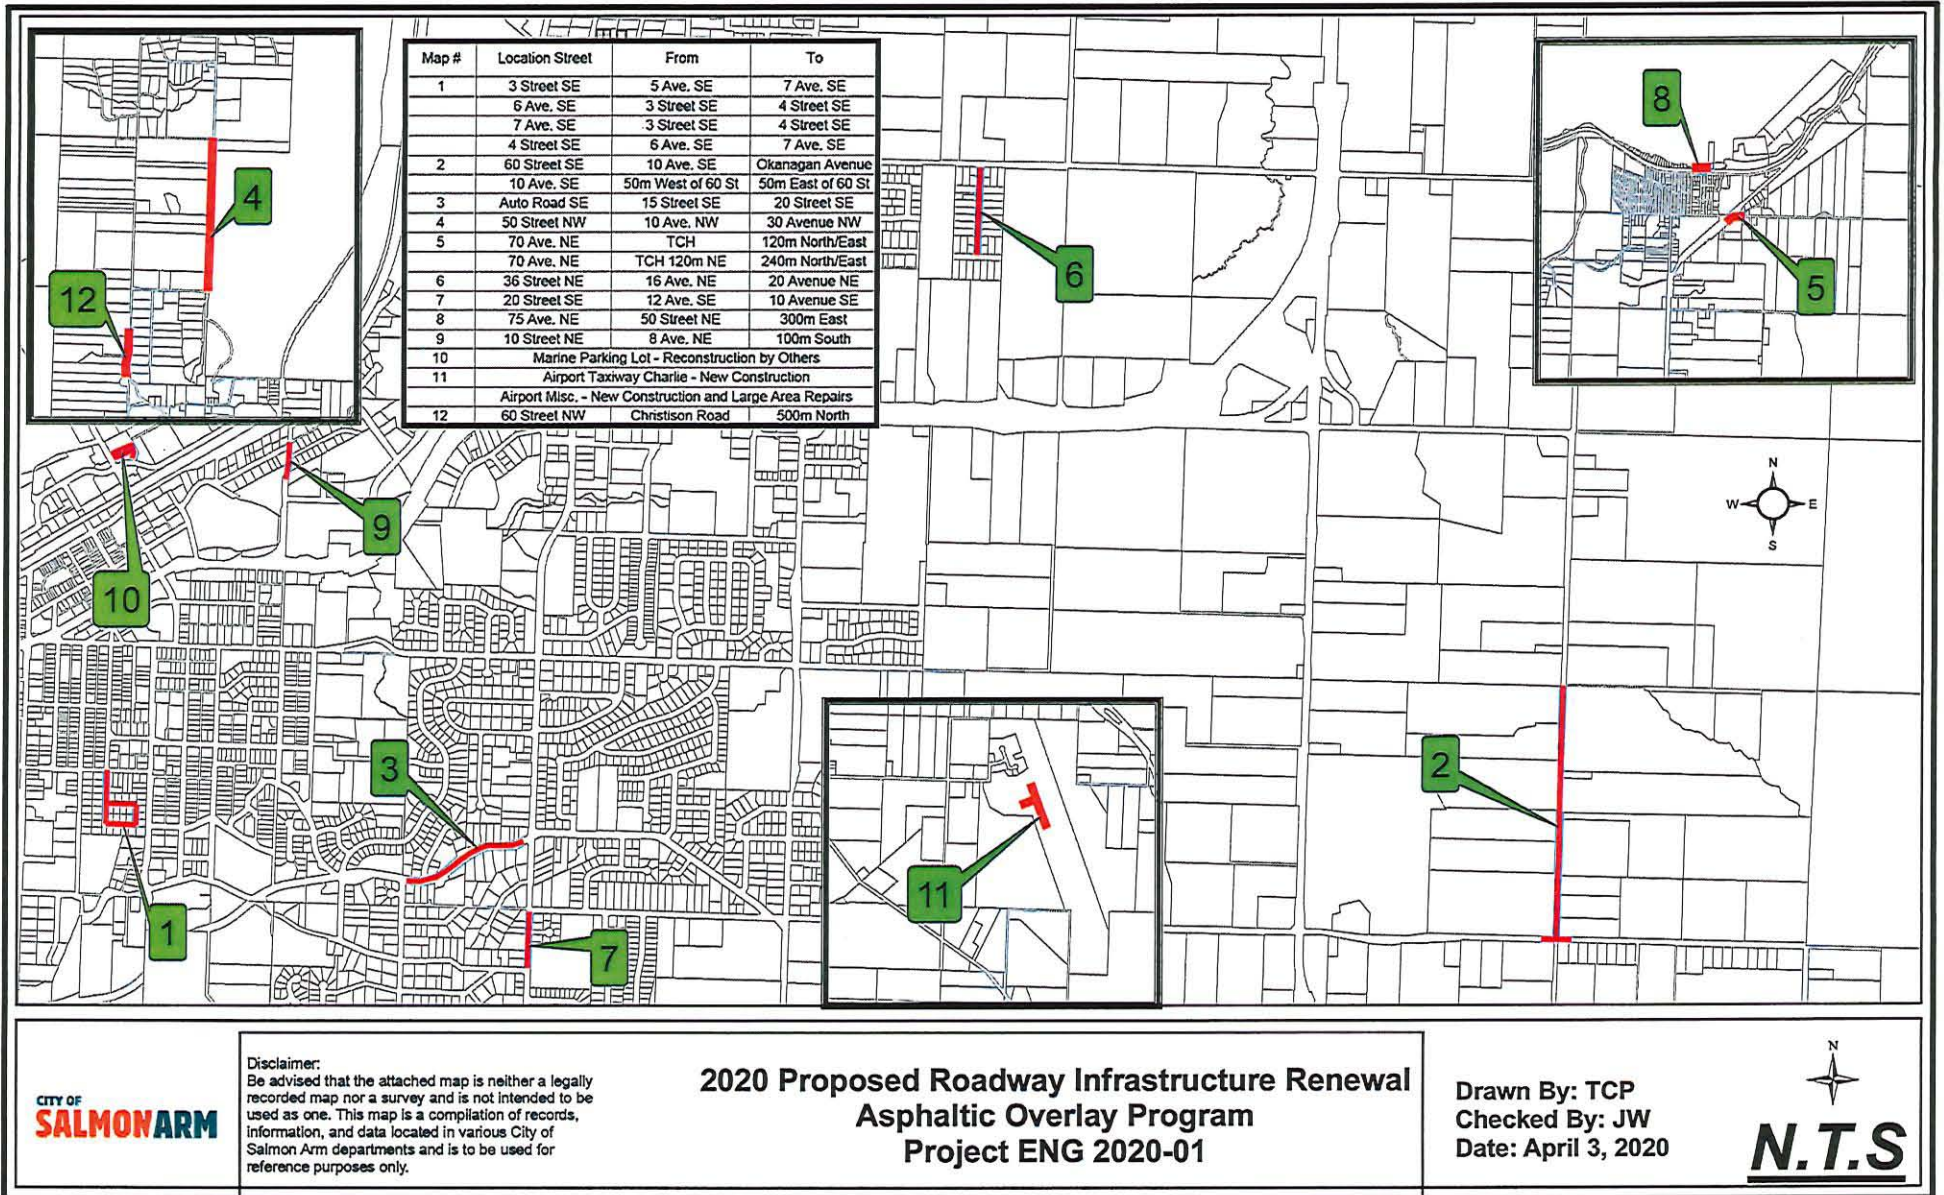 Map # Location Street From To
1 3 Street SE 5 Ave. SE 7 Ave. SE
6 Ave. SE 3 Street SE 4 Street SE
7 Ave. SE 3 Street SE 4 Street SE
4 Street SE 6 Ave. SE 7 Ave. SE
2 60 Street SE 10 Ave. SE Okanagan Avenue
10 Ave. SE 50m West of 60 St 50m East of 60 St
3 Auto Road SE 15 Street SE 20 Street SE
4 50 Street NW 10 Ave. NW 30 Avenue NW
5 70 Ave. NE TCH 120m North/East
70 Ave. NE TCH 120m NE 240m North/East
6 36 Street NE 16 Ave. NE 20 Avenue NE
7 20 Street SE 12 Ave. SE 10 Avenue SE
8 75 Ave. NE 50 Street NE 300m East
9 10 Street NE 8 Ave. NE 100m South
10 Marine Parking Lot - Reconstruction by Others
11 Airport Taxiway Charlie - New Construction
Airport Misc. - New Construction and Large Area Repairs
12 60 Street NW Christison Road 500m North
4
12
8
5
6
9
10
N
W E
S
3
2
11
1
7
CITY OF
SALMONARM
Disclaimer:
Be advised that the attached map is neither a legally
recorded map nor a survey and is not intended to be
used as one. This map is a compilation of records,
information, and data located in various City of
Salmon Arm departments and is to be used for
reference purposes only.
2020 Proposed Roadway Infrastructure Renewal
Asphaltic Overlay Program
Project ENG 2020-01
Drawn By: TCP
Checked By: JW
Date: April 3, 2020
N
N.T.S